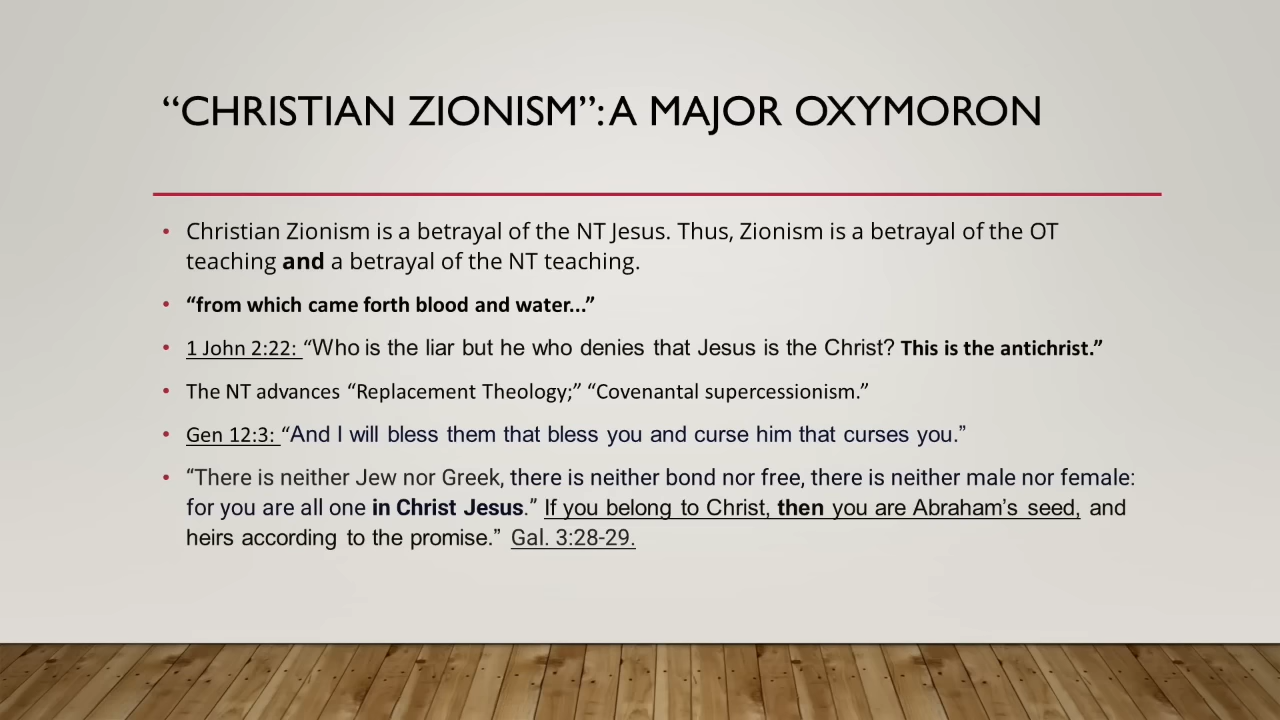 “CHRISTIAN ZIONISM”: A MAJOR OXYMORON
• Christian Zionism is a betrayal of the NT Jesus. Thus, Zionism is a betrayal of the OT
teaching and a betrayal of the NT teaching.
• “from which came forth blood and water...”
• 1 John 2:22: “Who is the liar but he who denies that Jesus is the Christ? This is the antichrist.”
• The NT advances “Replacement Theology;” “Covenantal supercessionism.”
• Gen 12:3: “And I will bless them that bless you and curse him that curses you.”
• “There is neither Jew nor Greek, there is neither bond nor free, there is neither male nor female:
for you are all one in Christ Jesus.” If you belong to Christ, then you are Abraham’s seed, and
heirs according to the promise.” Gal. 3:28-29.